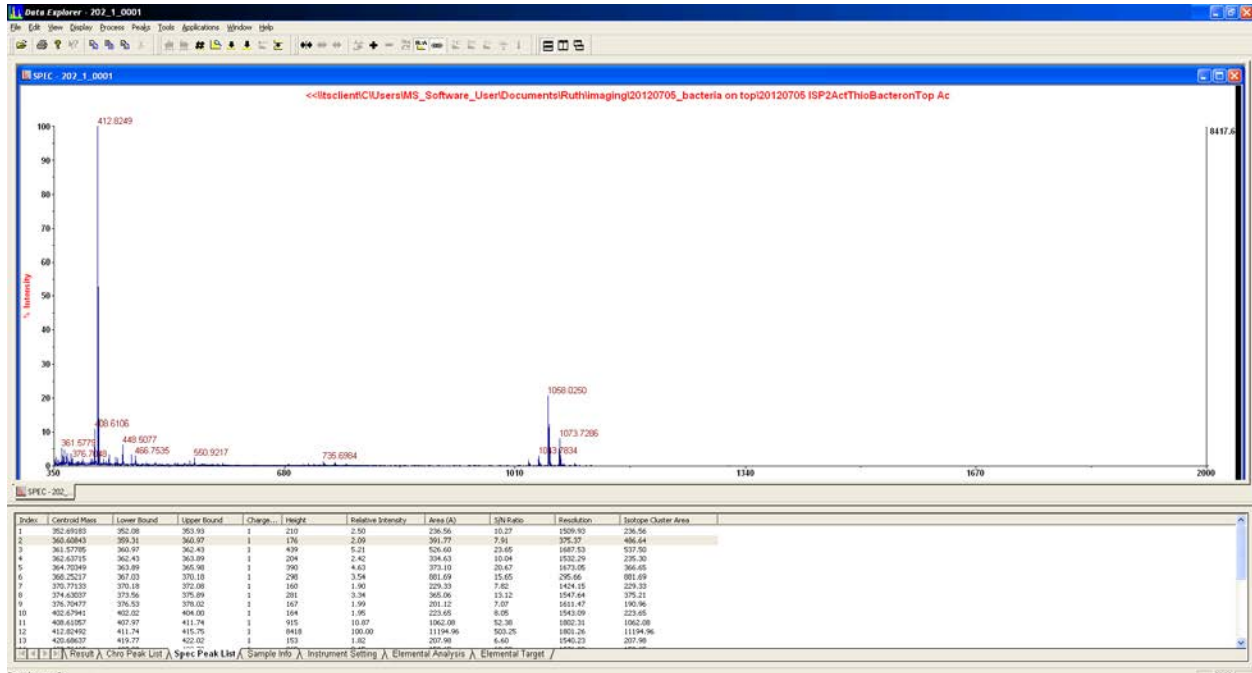 Data Explorer - 202_1_0001
File Edit View Display Process Peaks Tools Applications Window Help
SPEC - 202_1_0001
<<\\tsclient\C\Users\MS_Software_User\Documents\Ruth\imaging\20120705_bacteria on top\20120705 ISP2ActThioBacteronTop Ac
100 412.8249 8417.6
90
80
70
60
% Intensity
50
40
30
20 1058.0250
10 408.6106 1073.7286
361.5779 448.5077
466.7535 550.9217 735.6984
0
350 680 1010 1340 1670 2000
SPEC - 202_...
Index Centroid Mass Lower Bound Upper Bound Charge... Height Relative Intensity Area (A) S/N Ratio Resolution Isotope Cluster Area
1 352.69183 352.08 353.93 1 210 2.50 236.56 10.27 1509.93 236.56
2 360.60843 359.31 360.97 1 176 2.09 391.77 7.91 375.37 486.64
3 361.57785 360.97 362.43 1 439 5.21 526.60 23.65 1687.53 537.50
4 362.63715 362.43 363.89 1 204 2.42 334.63 10.04 1532.29 235.30
5 364.70349 363.89 365.98 1 390 4.63 373.10 20.67 1673.05 366.65
6 368.25217 367.03 370.18 1 298 3.54 881.69 15.65 295.66 881.69
7 370.77133 370.18 372.08 1 160 1.90 229.33 7.82 1424.15 229.33
8 374.63037 373.56 375.89 1 281 3.34 365.06 13.12 1547.64 375.21
9 376.70477 376.53 378.02 1 167 1.99 201.12 7.07 1611.47 190.96
10 402.67941 402.02 404.00 1 164 1.95 223.65 8.05 1543.09 223.65
11 408.61057 407.97 411.74 1 915 10.87 1062.08 52.38 1802.31 1062.08
12 412.82492 411.74 415.75 1 8418 100.00 11194.96 503.25 1801.26 11194.96
13 420.68637 419.77 422.02 1 153 1.82 207.98 6.60 1540.23 207.98
Result Chro Peak List Spec Peak List Sample Info Instrument Setting Elemental Analysis Elemental Target